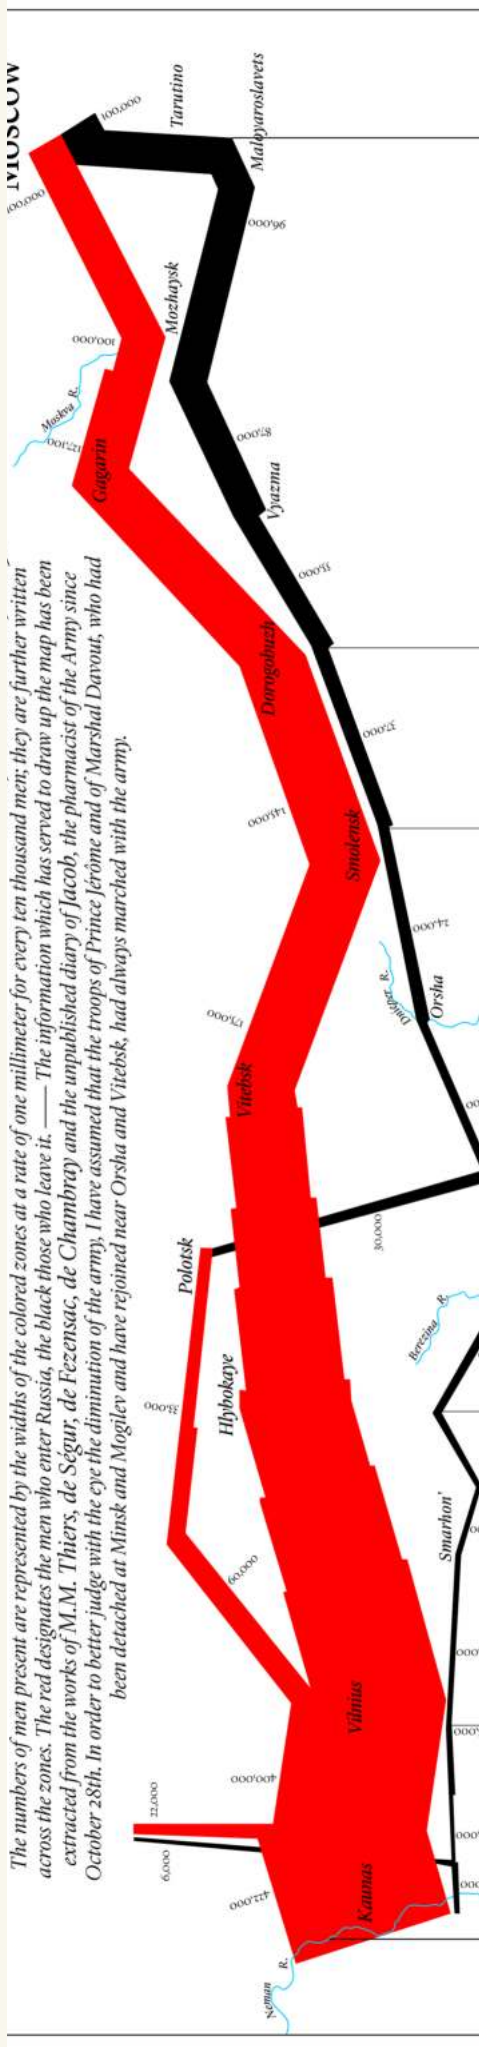 The numbers of men present are represented by the widths of the colored zones at a rate of one millimeter for every ten thousand men; they are further written
across the zones. The red designates the men who enter Russia, the black those who leave it. —— The information which has served to draw up the map has been
extracted from the works of M.M. Thiers, de Ségur, de Fezensac, de Chambray and the unpublished diary of Jacob, the pharmacist of the Army since
October 28th. In order to better judge with the eye the diminution of the army, I have assumed that the troops of Prince Jérôme and of Marshal Davout, who had
been detached at Minsk and Mogilev and have rejoined near Orsha and Vitebsk, had always marched with the army.
Moscow
100,000
Tarutino
Maloyaroslavets
100,000
96,000
Mozhaysk
Moskva R.
127,100
Gagarin
87,000
Vyazma
55,000
Dorogobuzh
37,000
145,000
Smolensk
24,000
Dnieper R.
Orsha
175,000
Vitebsk
30,000
Polotsk
Berezina R.
33,000
Hlybokaye
60,000
Smarhon'
Vilnius
400,000
22,000
6,000
422,000
Kaunas
Neman R.